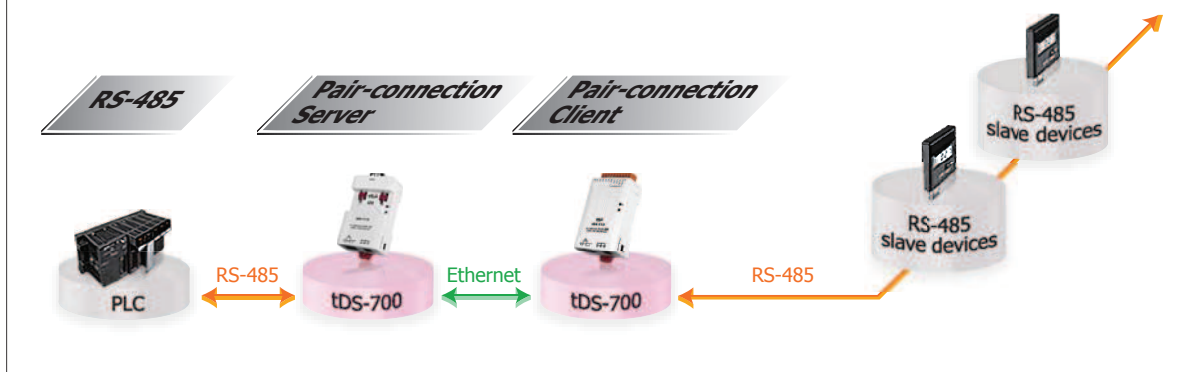 RS-485
Pair-connection
Server
Pair-connection
Client
RS-485
slave devices
RS-485
slave devices
RS-485
Ethernet
RS-485
PLC
tDS-700
tDS-700